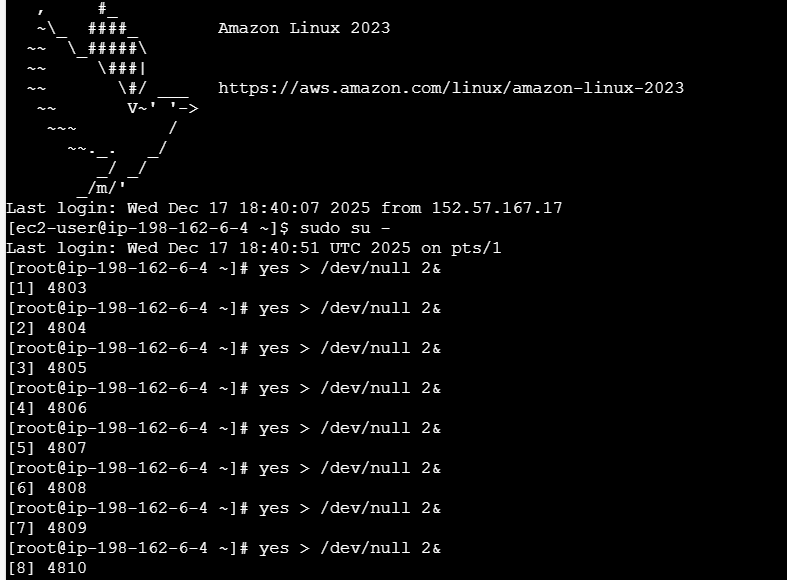 ,     #_
   ~\_  ####_        Amazon Linux 2023
  ~~  \_#####\
  ~~     \###|
  ~~       \#/ ___   https://aws.amazon.com/linux/amazon-linux-2023
   ~~       V~' '->
    ~~~         /
      ~~._.   _/
         _/ _/
       _/m/'
Last login: Wed Dec 17 18:40:07 2025 from 152.57.167.17
[ec2-user@ip-198-162-6-4 ~]$ sudo su -
Last login: Wed Dec 17 18:40:51 UTC 2025 on pts/1
[root@ip-198-162-6-4 ~]# yes > /dev/null 2&
[1] 4803
[root@ip-198-162-6-4 ~]# yes > /dev/null 2&
[2] 4804
[root@ip-198-162-6-4 ~]# yes > /dev/null 2&
[3] 4805
[root@ip-198-162-6-4 ~]# yes > /dev/null 2&
[4] 4806
[root@ip-198-162-6-4 ~]# yes > /dev/null 2&
[5] 4807
[root@ip-198-162-6-4 ~]# yes > /dev/null 2&
[6] 4808
[root@ip-198-162-6-4 ~]# yes > /dev/null 2&
[7] 4809
[root@ip-198-162-6-4 ~]# yes > /dev/null 2&
[8] 4810